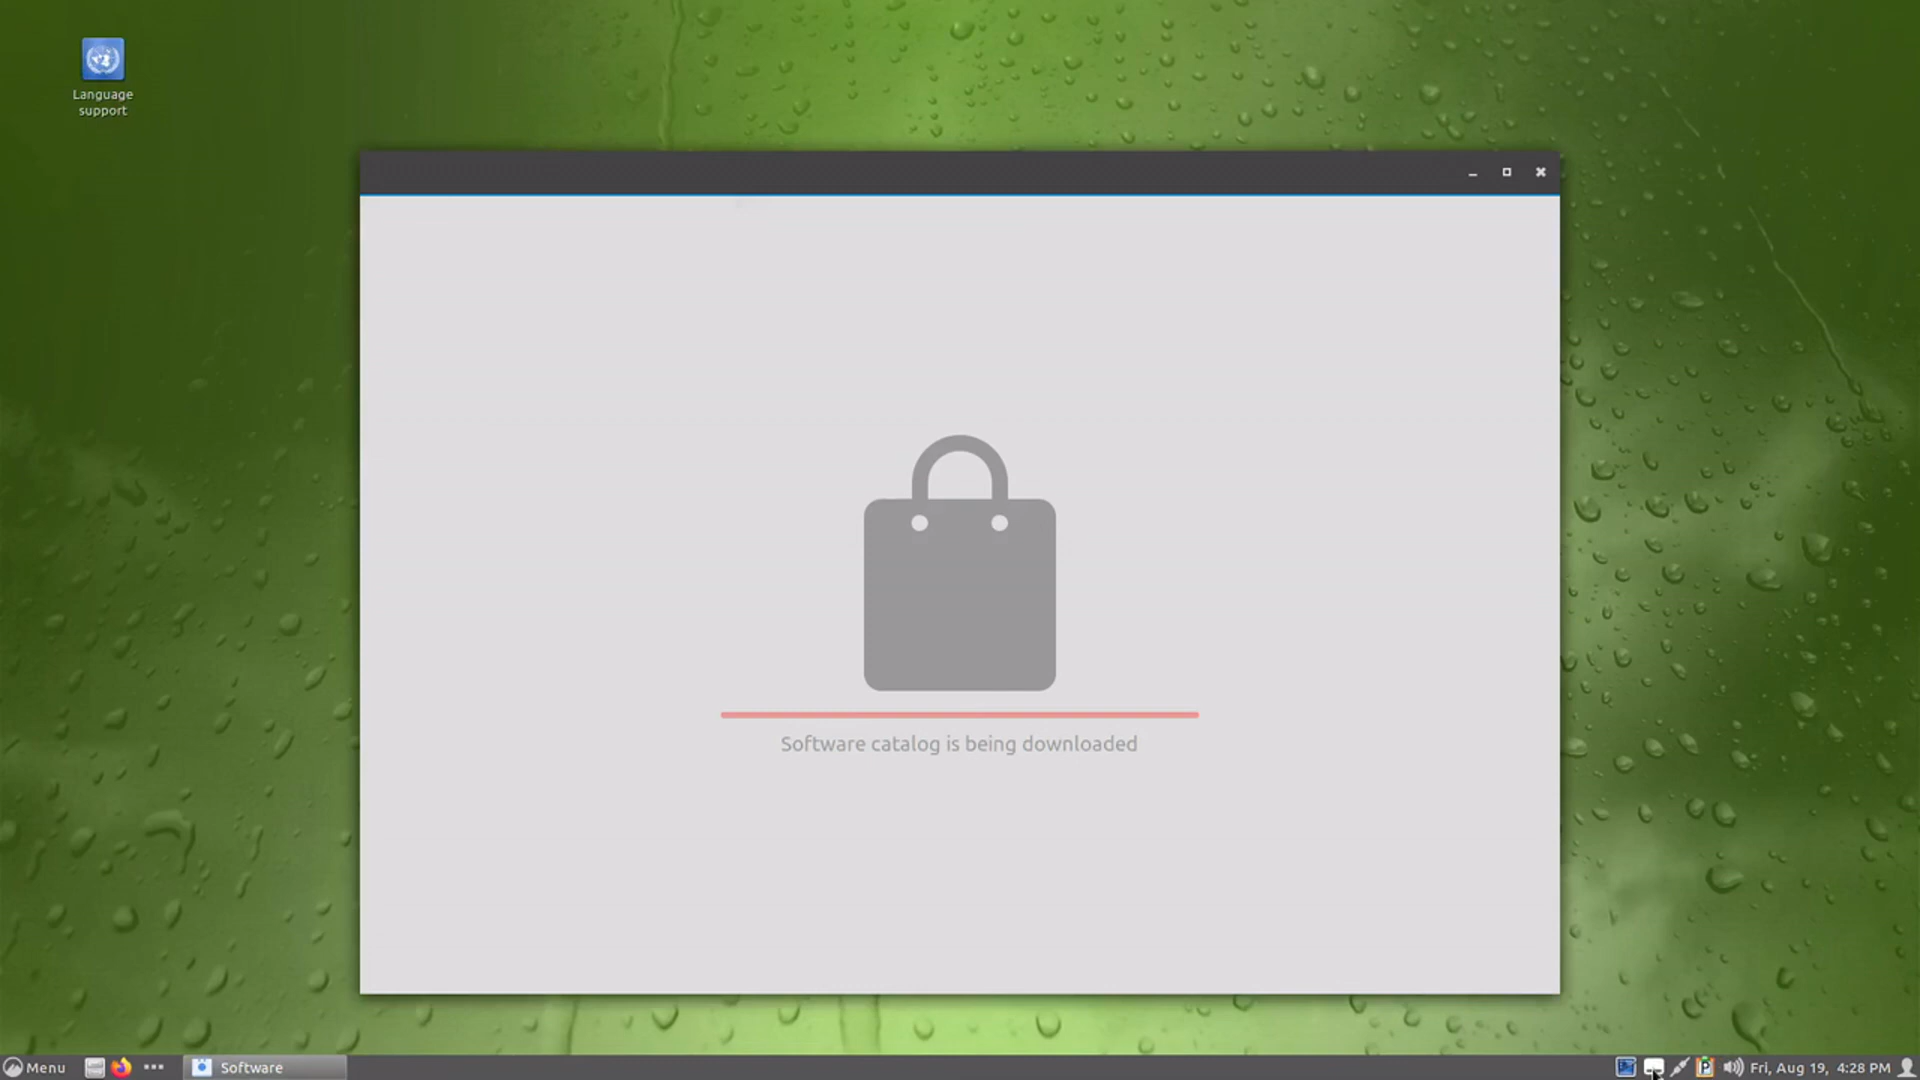 Language
support
Software catalog is being downloaded
Menu
Software
Fri, Aug 19, 4:28 PM